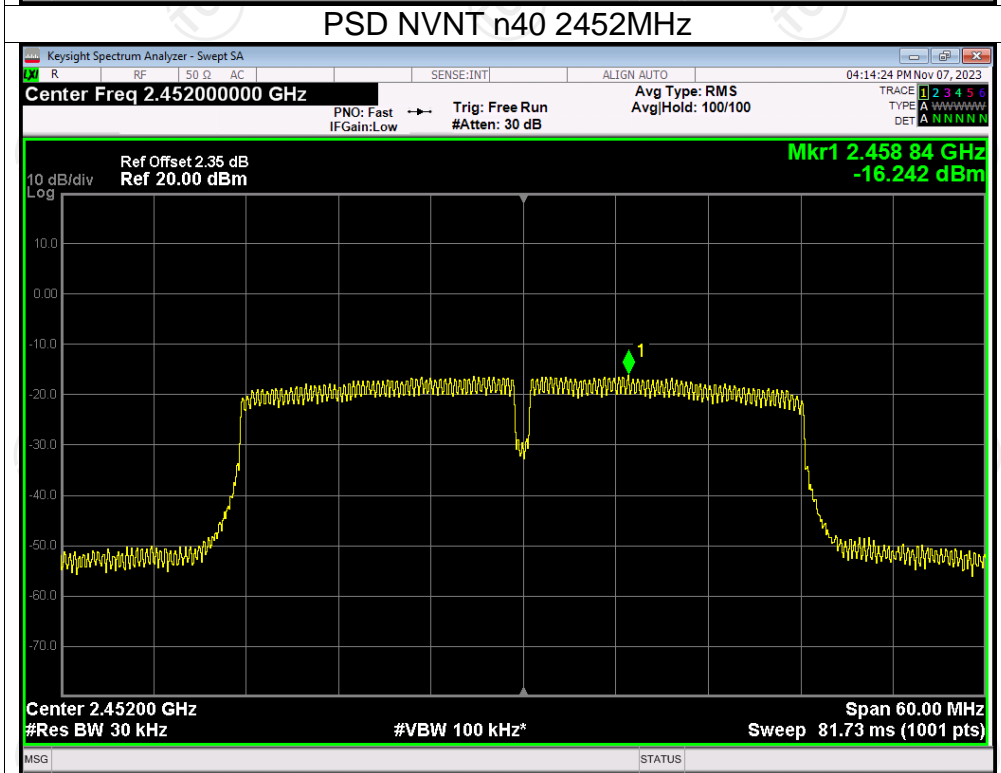 PSD NVNT n40 2452MHz
Keysight Spectrum Analyzer - Swept SA
LXI R RF 50 Ω AC SENSE:INT ALIGN AUTO 04:14:24 PM Nov 07, 2023
Center Freq 2.452000000 GHz
PNO: Fast
IFGain:Low
Trig: Free Run
#Atten: 30 dB
Avg Type: RMS
Avg|Hold: 100/100
TRACE 1 2 3 4 5 6
TYPE A WWWWW
DET A N N N N N
Ref Offset 2.35 dB
10 dB/div Ref 20.00 dBm
Log
Mkr1 2.458 84 GHz
-16.242 dBm
10.0
0.00
-10.0
1
-20.0
-30.0
-40.0
-50.0
-60.0
-70.0
Center 2.45200 GHz Span 60.00 MHz
#Res BW 30 kHz #VBW 100 kHz* Sweep 81.73 ms (1001 pts)
MSG STATUS